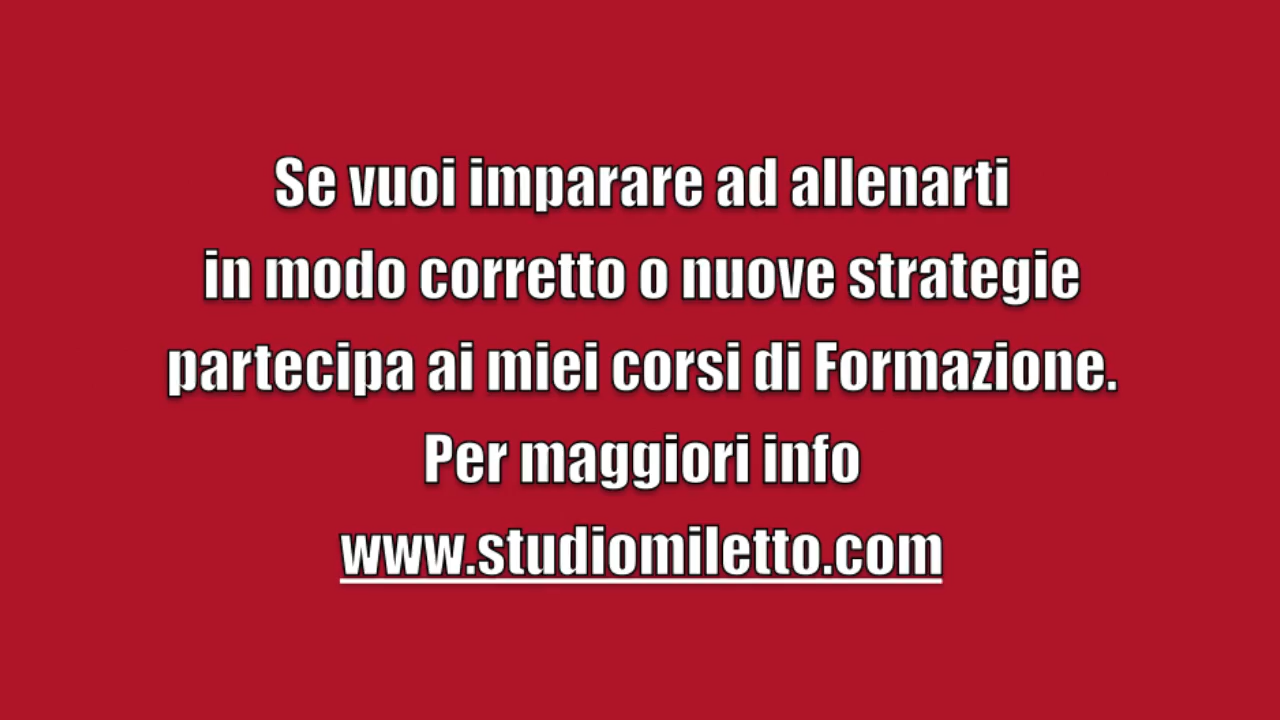 Se vuoi imparare ad allenarti
in modo corretto o nuove strategie
partecipa ai miei corsi di Formazione.
Per maggiori info
www.studiomiletto.com